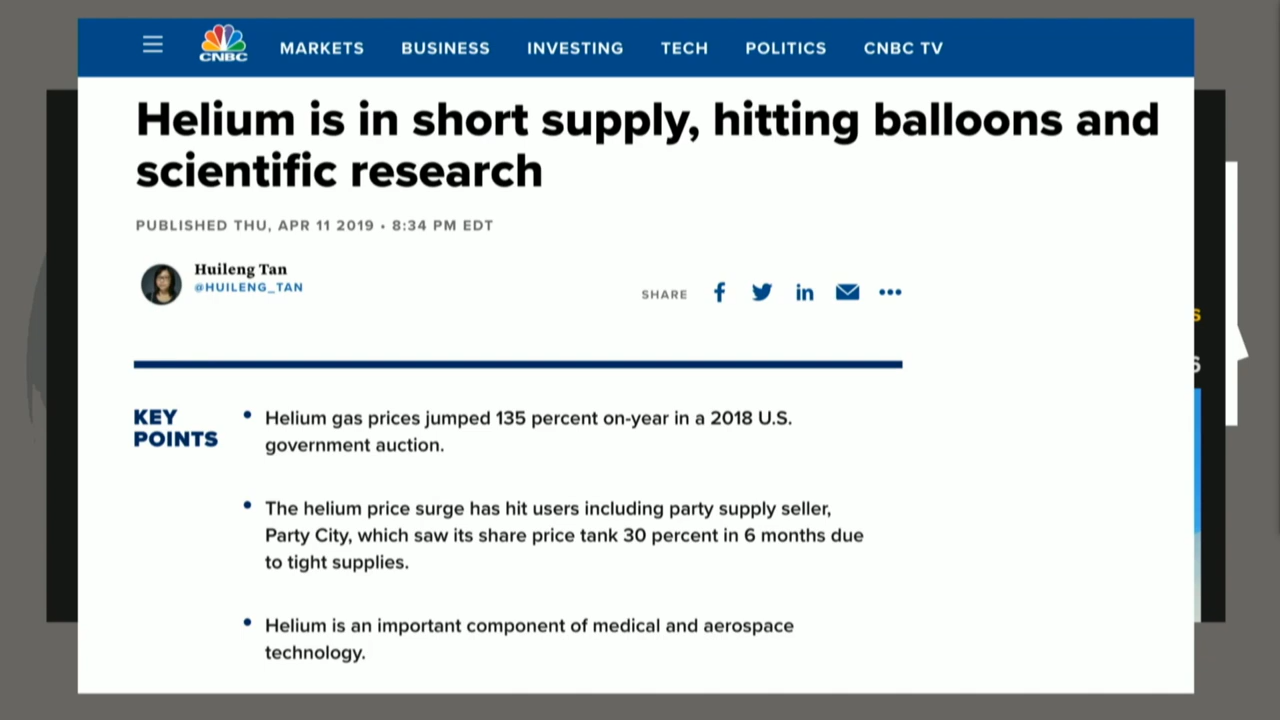 CNBC
MARKETS BUSINESS INVESTING TECH POLITICS CNBC TV
Helium is in short supply, hitting balloons and
scientific research
PUBLISHED THU, APR 11 2019 • 8:34 PM EDT
Huileng Tan
@HUILENG_TAN
SHARE
KEY
POINTS
• Helium gas prices jumped 135 percent on-year in a 2018 U.S.
government auction.
• The helium price surge has hit users including party supply seller,
Party City, which saw its share price tank 30 percent in 6 months due
to tight supplies.
• Helium is an important component of medical and aerospace
technology.